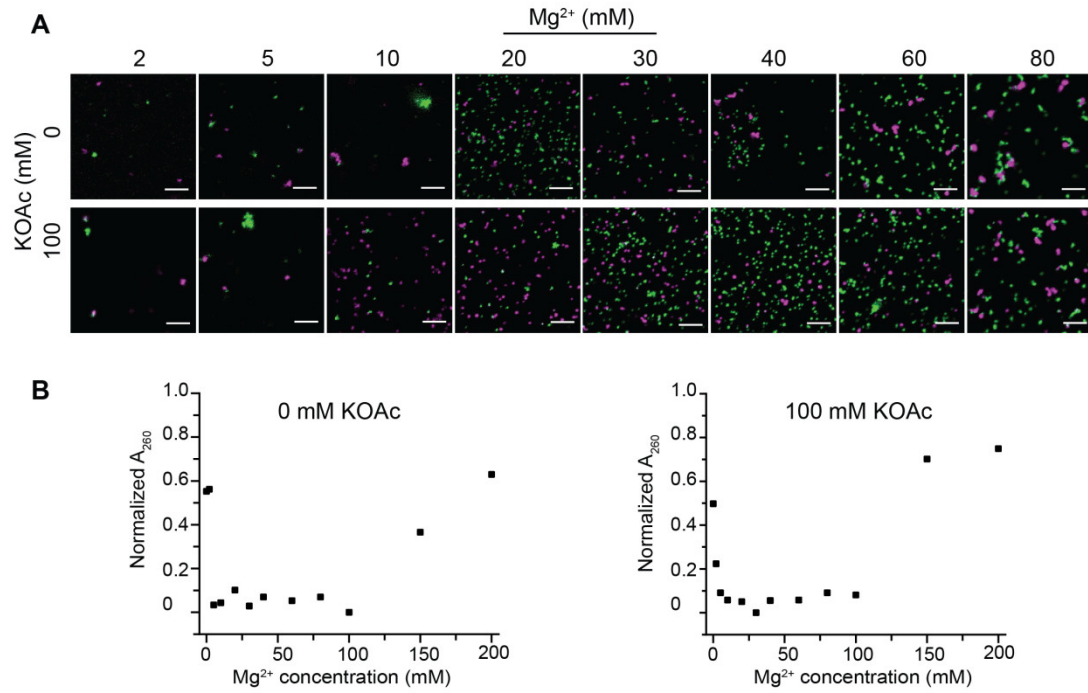 A
Mg²⁺ (mM)
2 5 10 20 30 40 60 80
KOAc (mM)
0
100
B
0 mM KOAc
Normalized A₂₆₀
1.0
0.8
0.6
0.4
0.2
0
0 50 100 150 200
Mg²⁺ concentration (mM)
100 mM KOAc
Normalized A₂₆₀
1.0
0.8
0.6
0.4
0.2
0
0 50 100 150 200
Mg²⁺ concentration (mM)